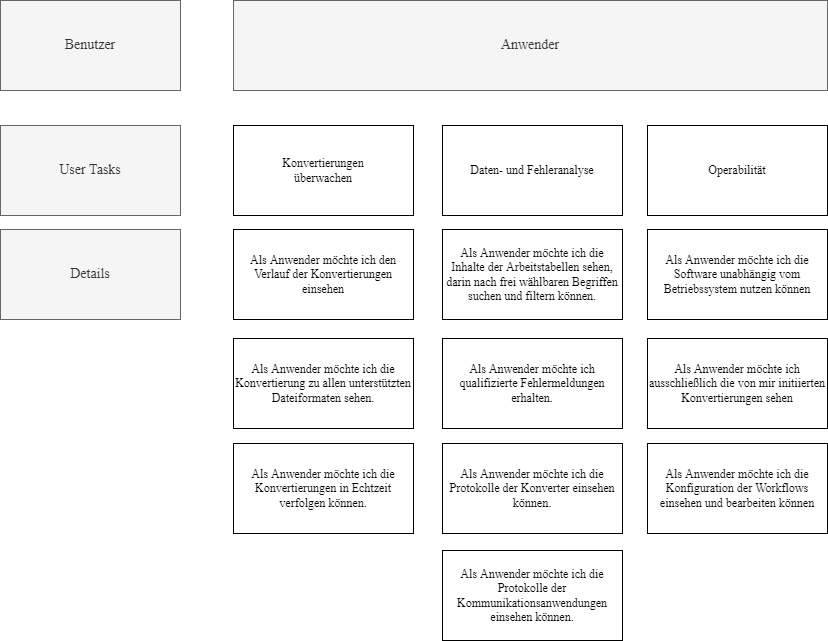 Benutzer
Anwender
User Tasks
Konvertierungen
überwachen
Daten- und Fehleranalyse
Operabilität
Details
Als Anwender möchte ich den
Verlauf der Konvertierungen
einsehen
Als Anwender möchte ich die
Inhalte der Arbeitstabellen sehen,
darin nach frei wählbaren Begriffen
suchen und filtern können.
Als Anwender möchte ich die
Software unabhängig vom
Betriebssystem nutzen können
Als Anwender möchte ich die
Konvertierung zu allen unterstützten
Dateiformaten sehen.
Als Anwender möchte ich
qualifizierte Fehlermeldungen
erhalten.
Als Anwender möchte ich
ausschließlich die von mir initiierten
Konvertierungen sehen
Als Anwender möchte ich die
Konvertierungen in Echtzeit
verfolgen können.
Als Anwender möchte ich die
Protokolle der Konverter einsehen
können.
Als Anwender möchte ich die
Konfiguration der Workflows
einsehen und bearbeiten können
Als Anwender möchte ich die
Protokolle der
Kommunikationsanwendungen
einsehen können.